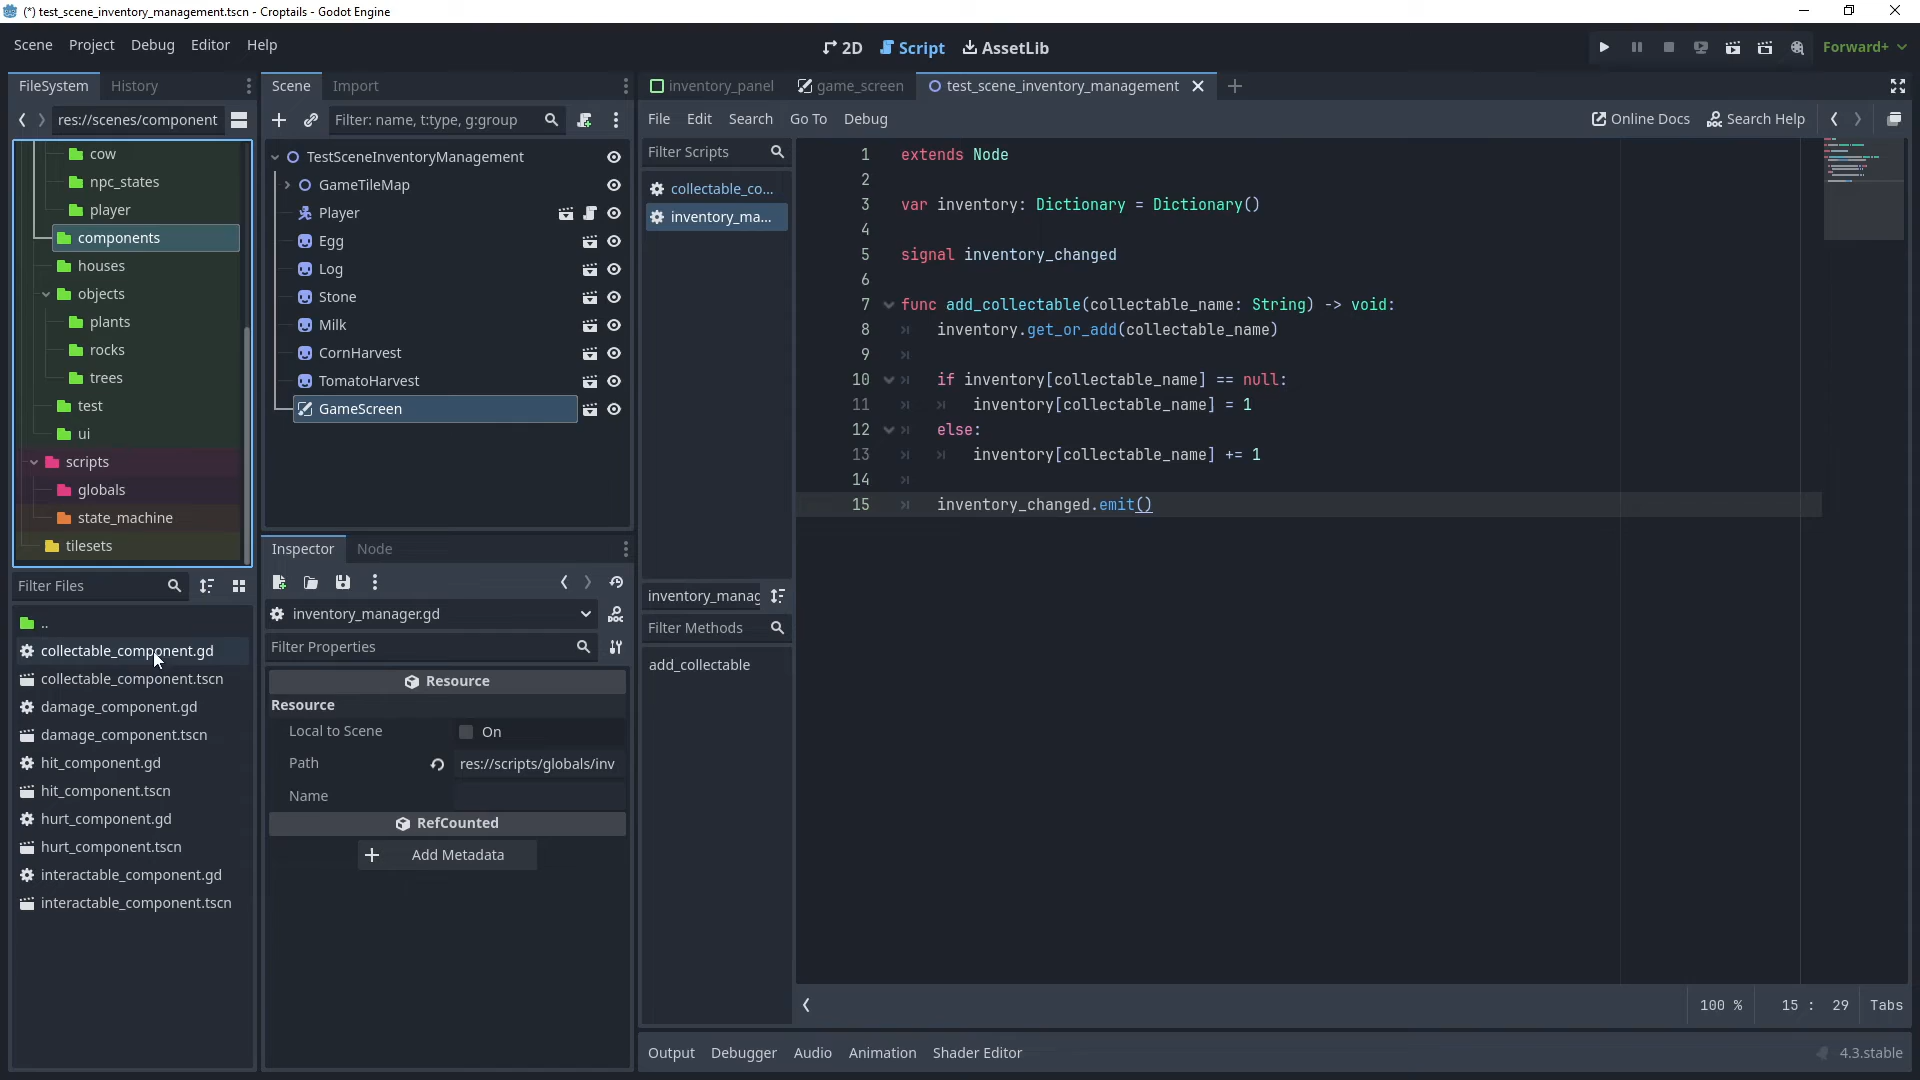 (*) test_scene_inventory_management.tscn - Croptails - Godot Engine
Scene Project Debug Editor Help
2D Script AssetLib
Forward+
FileSystem History
res://scenes/component
cow
npc_states
player
components
houses
objects
plants
rocks
trees
test
ui
scripts
globals
state_machine
tilesets
Filter Files
..
collectable_component.gd
collectable_component.tscn
damage_component.gd
damage_component.tscn
hit_component.gd
hit_component.tscn
hurt_component.gd
hurt_component.tscn
interactable_component.gd
interactable_component.tscn
Scene Import
Filter: name, t:type, g:group
TestSceneInventoryManagement
GameTileMap
Player
Egg
Log
Stone
Milk
CornHarvest
TomatoHarvest
GameScreen
Inspector Node
inventory_manager.gd
Filter Properties
Resource
Resource
Local to Scene On
Path res://scripts/globals/inv
Name
RefCounted
Add Metadata
inventory_panel game_screen test_scene_inventory_management
File Edit Search Go To Debug
Online Docs Search Help
Filter Scripts
collectable_co...
inventory_ma...
inventory_manag
Filter Methods
add_collectable
1 extends Node
2
3 var inventory: Dictionary = Dictionary()
4
5 signal inventory_changed
6
7 func add_collectable(collectable_name: String) -> void:
8 inventory.get_or_add(collectable_name)
9
10 if inventory[collectable_name] == null:
11 inventory[collectable_name] = 1
12 else:
13 inventory[collectable_name] += 1
14
15 inventory_changed.emit()
100 % 15 : 29 Tabs
Output Debugger Audio Animation Shader Editor
4.3.stable